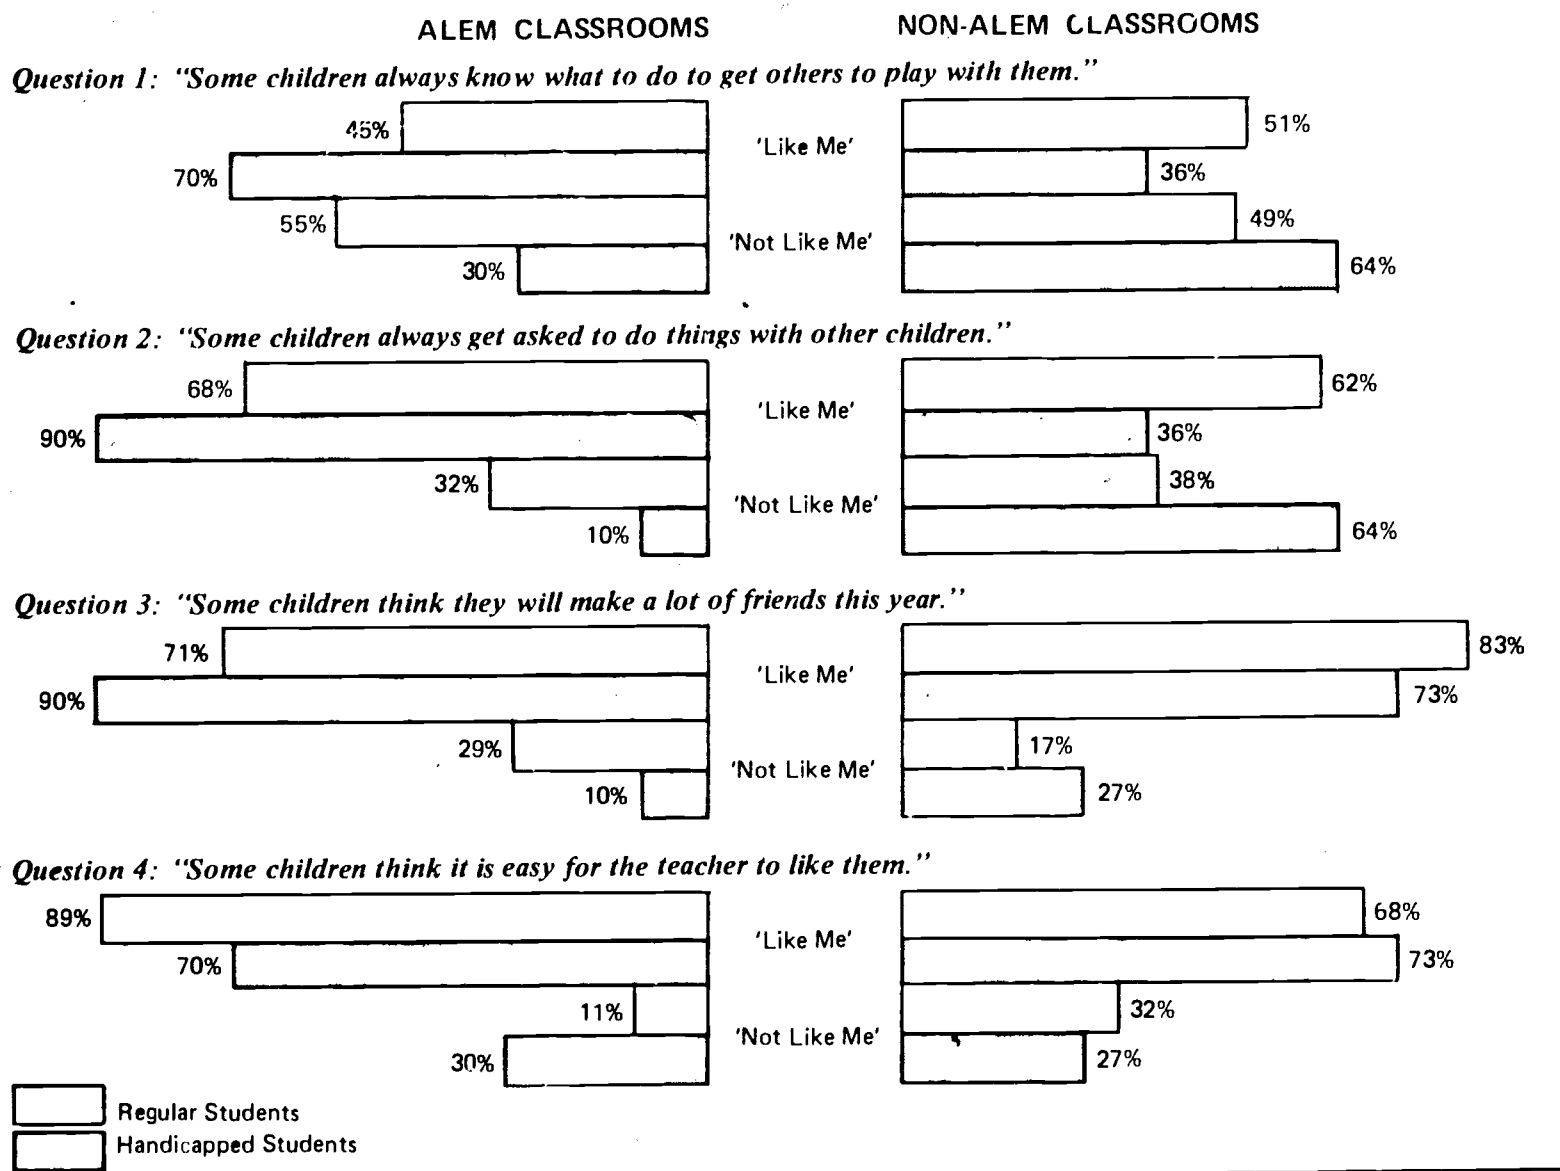 ALEM CLASSROOMS NON-ALEM CLASSROOMS
Question 1: "Some children always know what to do to get others to play with them."
45% 'Like Me' 51%
70% 36%
55% 'Not Like Me' 49%
30% 64%
Question 2: "Some children always get asked to do things with other children."
68% 'Like Me' 62%
90% 36%
32% 'Not Like Me' 38%
10% 64%
Question 3: "Some children think they will make a lot of friends this year."
71% 'Like Me' 83%
90% 73%
29% 'Not Like Me' 17%
10% 27%
Question 4: "Some children think it is easy for the teacher to like them."
89% 'Like Me' 68%
70% 73%
11% 'Not Like Me' 32%
30% 27%
Regular Students
Handicapped Students